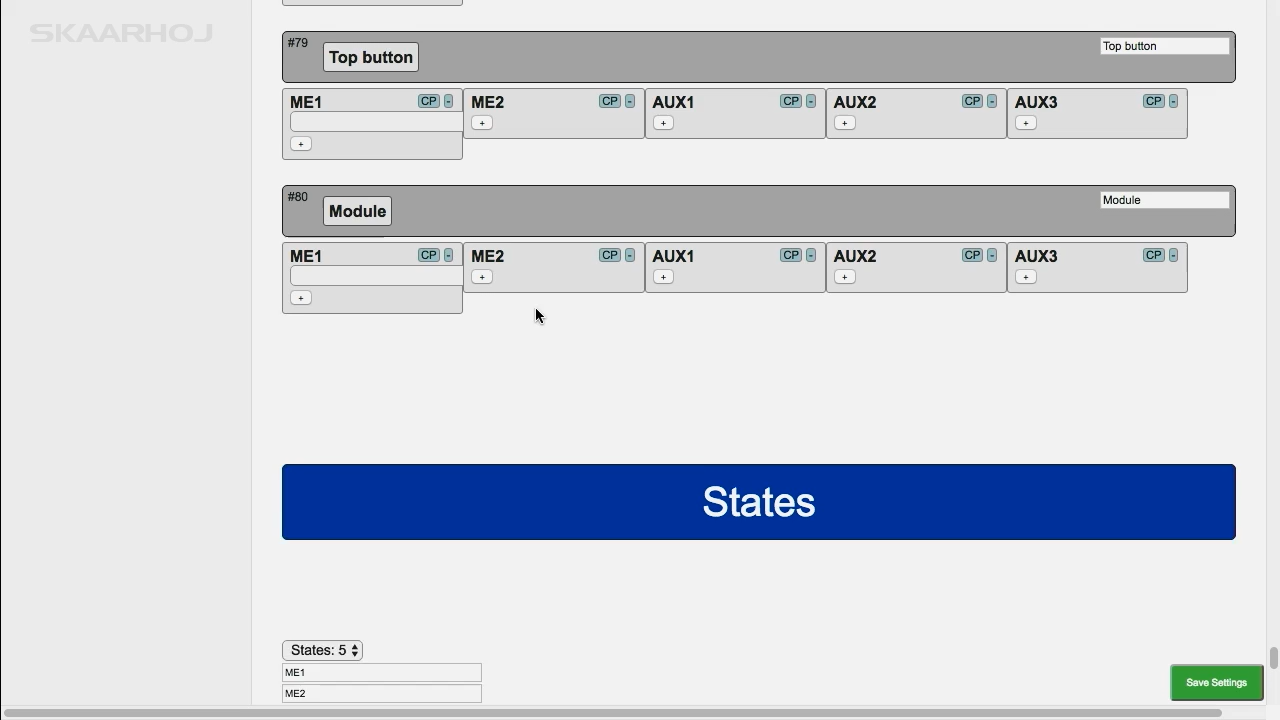 SKAARHOJ
#79
Top button
Top button
ME1 CP - ME2 CP - AUX1 CP - AUX2 CP - AUX3 CP -
+ + + +
+
#80
Module
Module
ME1 CP - ME2 CP - AUX1 CP - AUX2 CP - AUX3 CP -
+ + + +
+
States
States: 5
ME1
ME2
Save Settings